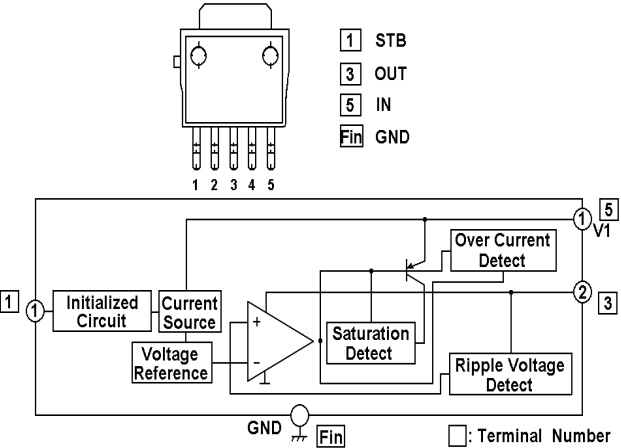 1 STB
3 OUT
5 IN
Fin GND
1 2 3 4 5
5
1
V1
Over Current
Detect
1
1
Initialized
Circuit
Current
Source
2
3
+
Saturation
Detect
Voltage
Reference
−
Ripple Voltage
Detect
GND
Fin
: Terminal Number